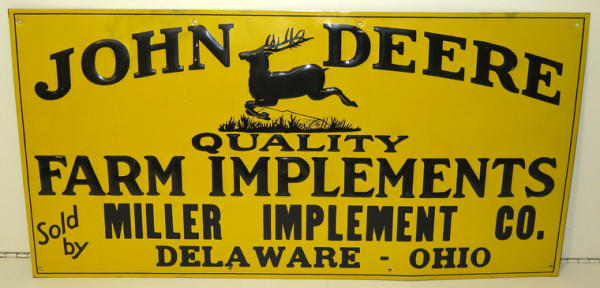 JOHN DEERE
QUALITY
FARM IMPLEMENTS
Sold by MILLER IMPLEMENT CO.
DELAWARE - OHIO